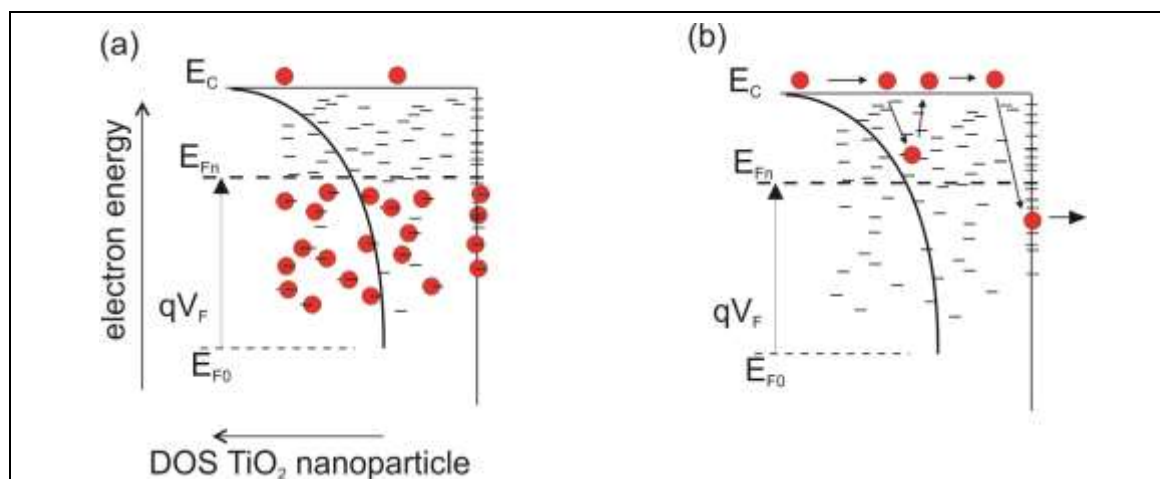 (a)
E_C
E_Fn
qV_F
E_F0
electron energy
DOS TiO₂ nanoparticle
(b)
E_C
E_Fn
qV_F
E_F0